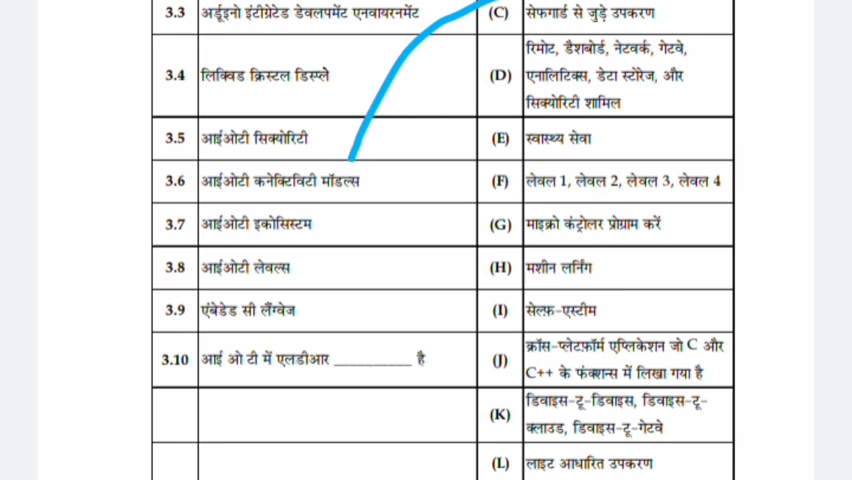 3.3 अर्डूइनो इंटीग्रेटेड डेवलपमेंट एनवायरनमेंट (C) सेफगार्ड से जुड़े उपकरण
3.4 लिक्विड क्रिस्टल डिस्प्ले (D) रिमोट, डैशबोर्ड, नेटवर्क, गेटवे,
एनालिटिक्स, डेटा स्टोरेज, और
सिक्योरिटी शामिल
3.5 आईओटी सिक्योरिटी (E) स्वास्थ्य सेवा
3.6 आईओटी कनेक्टिविटी मॉडल्स (F) लेवल 1, लेवल 2, लेवल 3, लेवल 4
3.7 आईओटी इकोसिस्टम (G) माइक्रो कंट्रोलर प्रोग्राम करें
3.8 आईओटी लेवल्स (H) मशीन लर्निंग
3.9 एंबेडेड सी लैंग्वेज (I) सेल्फ़-एस्टीम
3.10 आई ओ टी में एलडीआर __________ है (J) क्रॉस-प्लेटफ़ॉर्म एप्लिकेशन जो C और
C++ के फंक्शन्स में लिखा गया है
(K) डिवाइस-टू-डिवाइस, डिवाइस-टू-
क्लाउड, डिवाइस-टू-गेटवे
(L) लाइट आधारित उपकरण